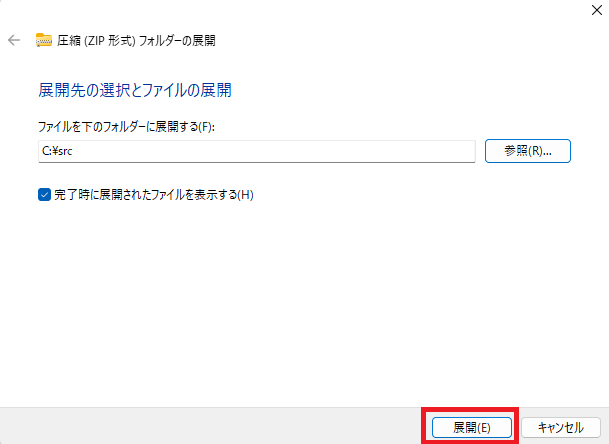 圧縮 (ZIP 形式) フォルダーの展開
展開先の選択とファイルの展開
ファイルを下のフォルダーに展開する(F):
C:¥src
参照(R)...
完了時に展開されたファイルを表示する(H)
展開(E)
キャンセル